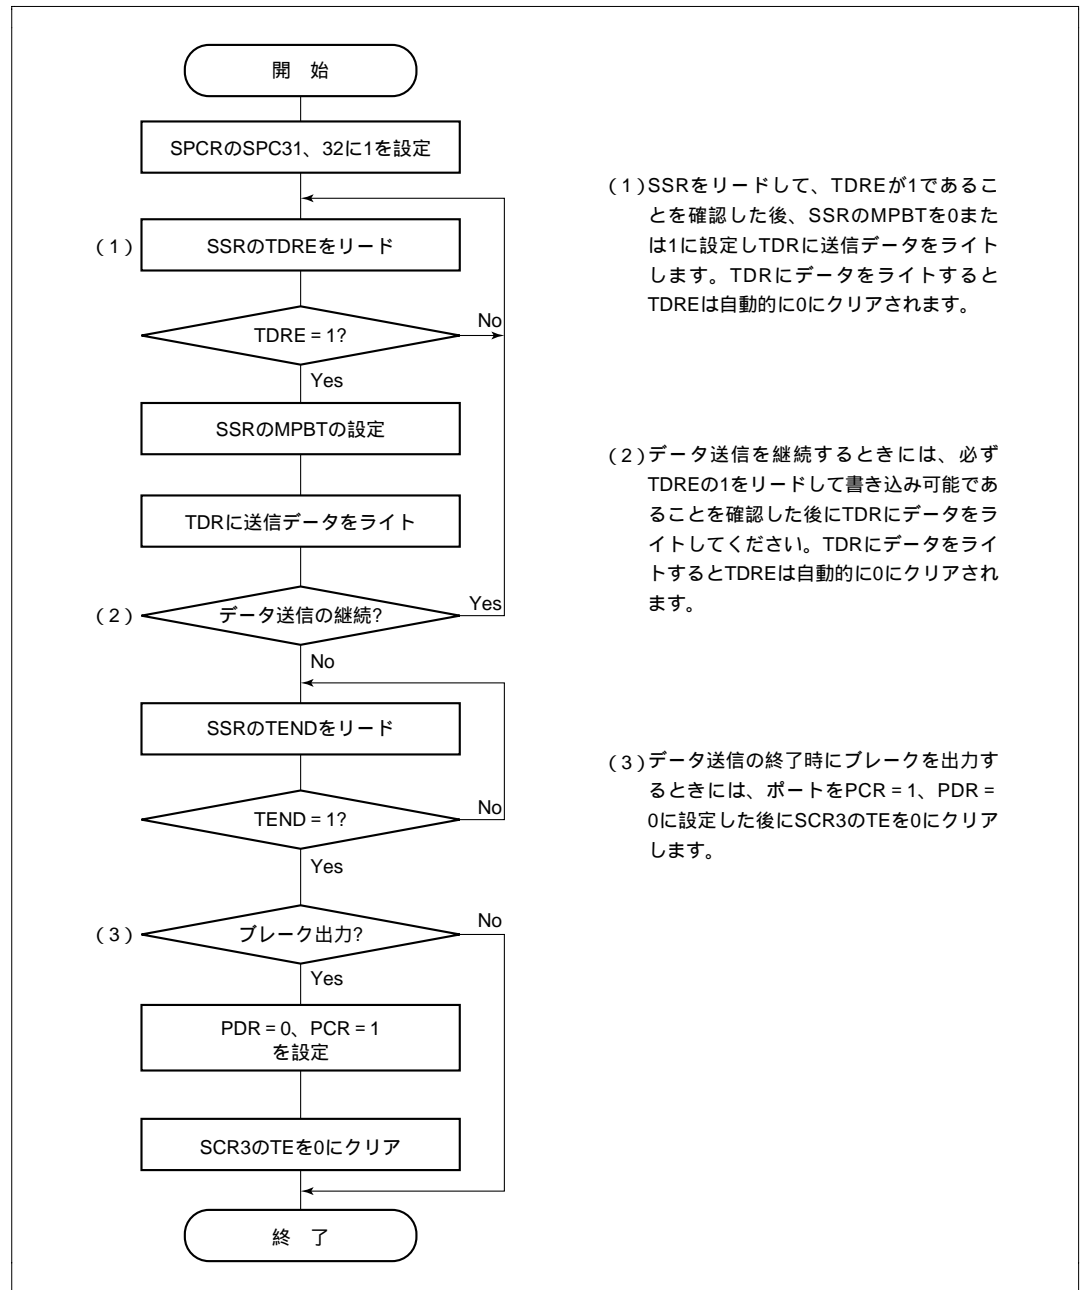 開　始
SPCRのSPC31、32に1を設定
(1)
SSRのTDREをリード
TDRE = 1?
No
Yes
SSRのMPBTの設定
TDRに送信データをライト
(2)
データ送信の継続?
Yes
No
SSRのTENDをリード
TEND = 1?
No
Yes
(3)
ブレーク出力?
No
Yes
PDR = 0、PCR = 1
を設定
SCR3のTEを0にクリア
終　了
(1)SSRをリードして、TDREが1であるこ
とを確認した後、SSRのMPBTを0また
は1に設定しTDRに送信データをライト
します。TDRにデータをライトすると
TDREは自動的に0にクリアされます。
(2)データ送信を継続するときには、必ず
TDREの1をリードして書き込み可能であ
ることを確認した後にTDRにデータをラ
イトしてください。TDRにデータをライ
トするとTDREは自動的に0にクリアされ
ます。
(3)データ送信の終了時にブレークを出力す
るときには、ポートをPCR = 1、PDR =
0に設定した後にSCR3のTEを0にクリア
します。